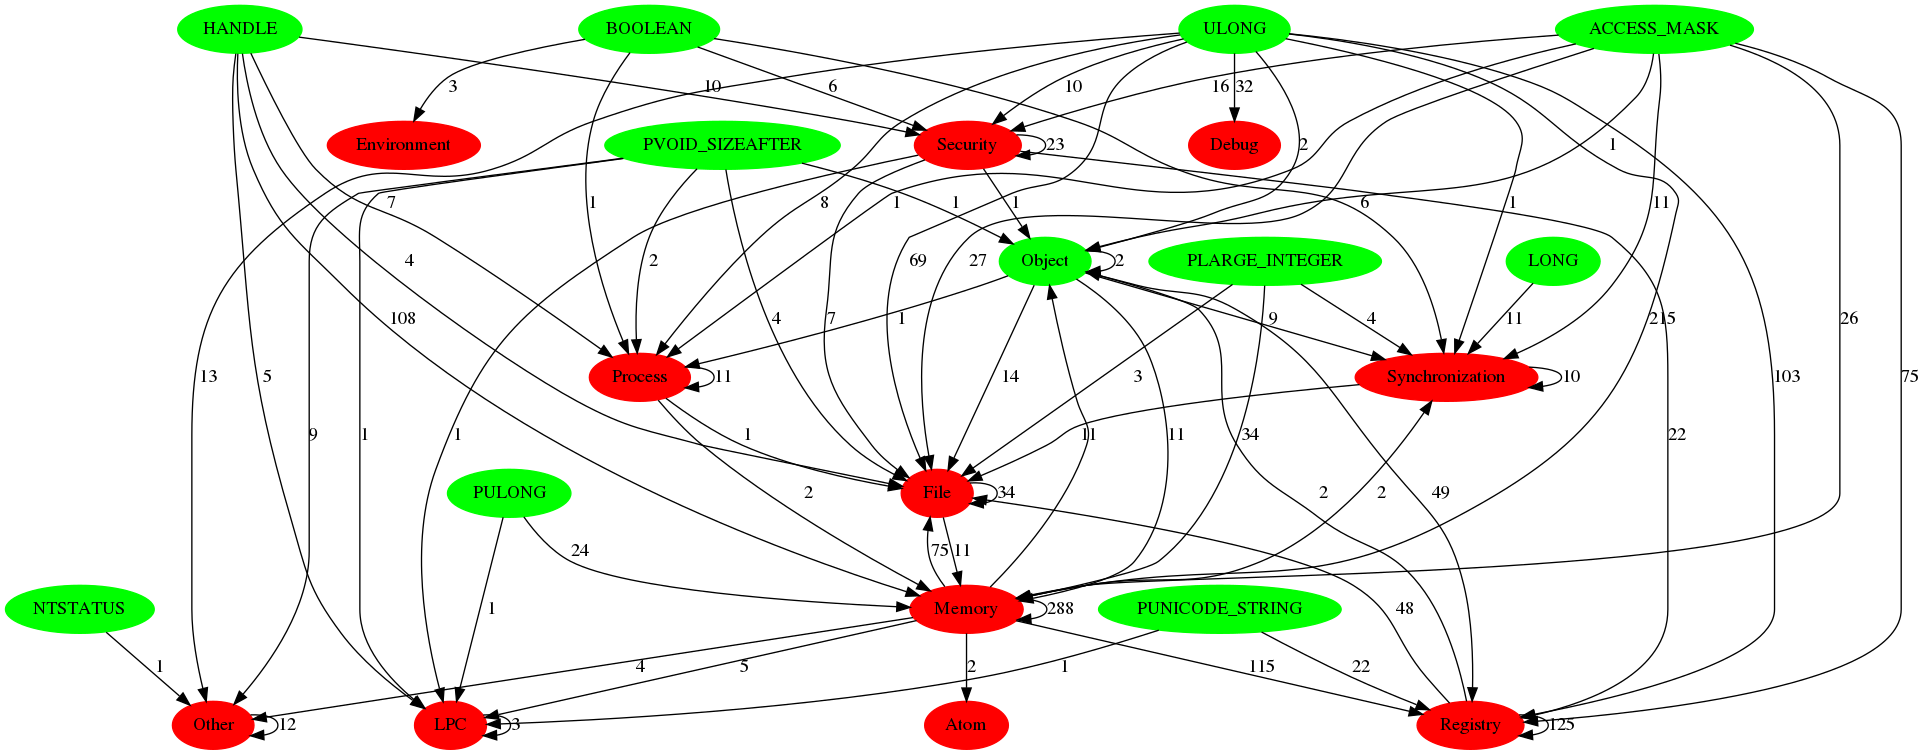 HANDLE BOOLEAN ULONG ACCESS_MASK
3 10 6 10 32 16
Environment PVOID_SIZEAFTER Security 23 Debug 2 1
7 1 8 1 1 1 6 1 11
4 2 69 27 Object 2 PLARGE_INTEGER LONG
108 5 4 7 1 14 9 4 11 215 26
13 3 103 75
Process 11 Synchronization 10
9 1 1 1 11 11 34 22
PULONG 2 File 34 2 2 49
24 75 11
NTSTATUS 1 Memory 288 PUNICODE_STRING 48
1 4 5 2 1 115 22
Other 12 LPC 3 Atom Registry 125